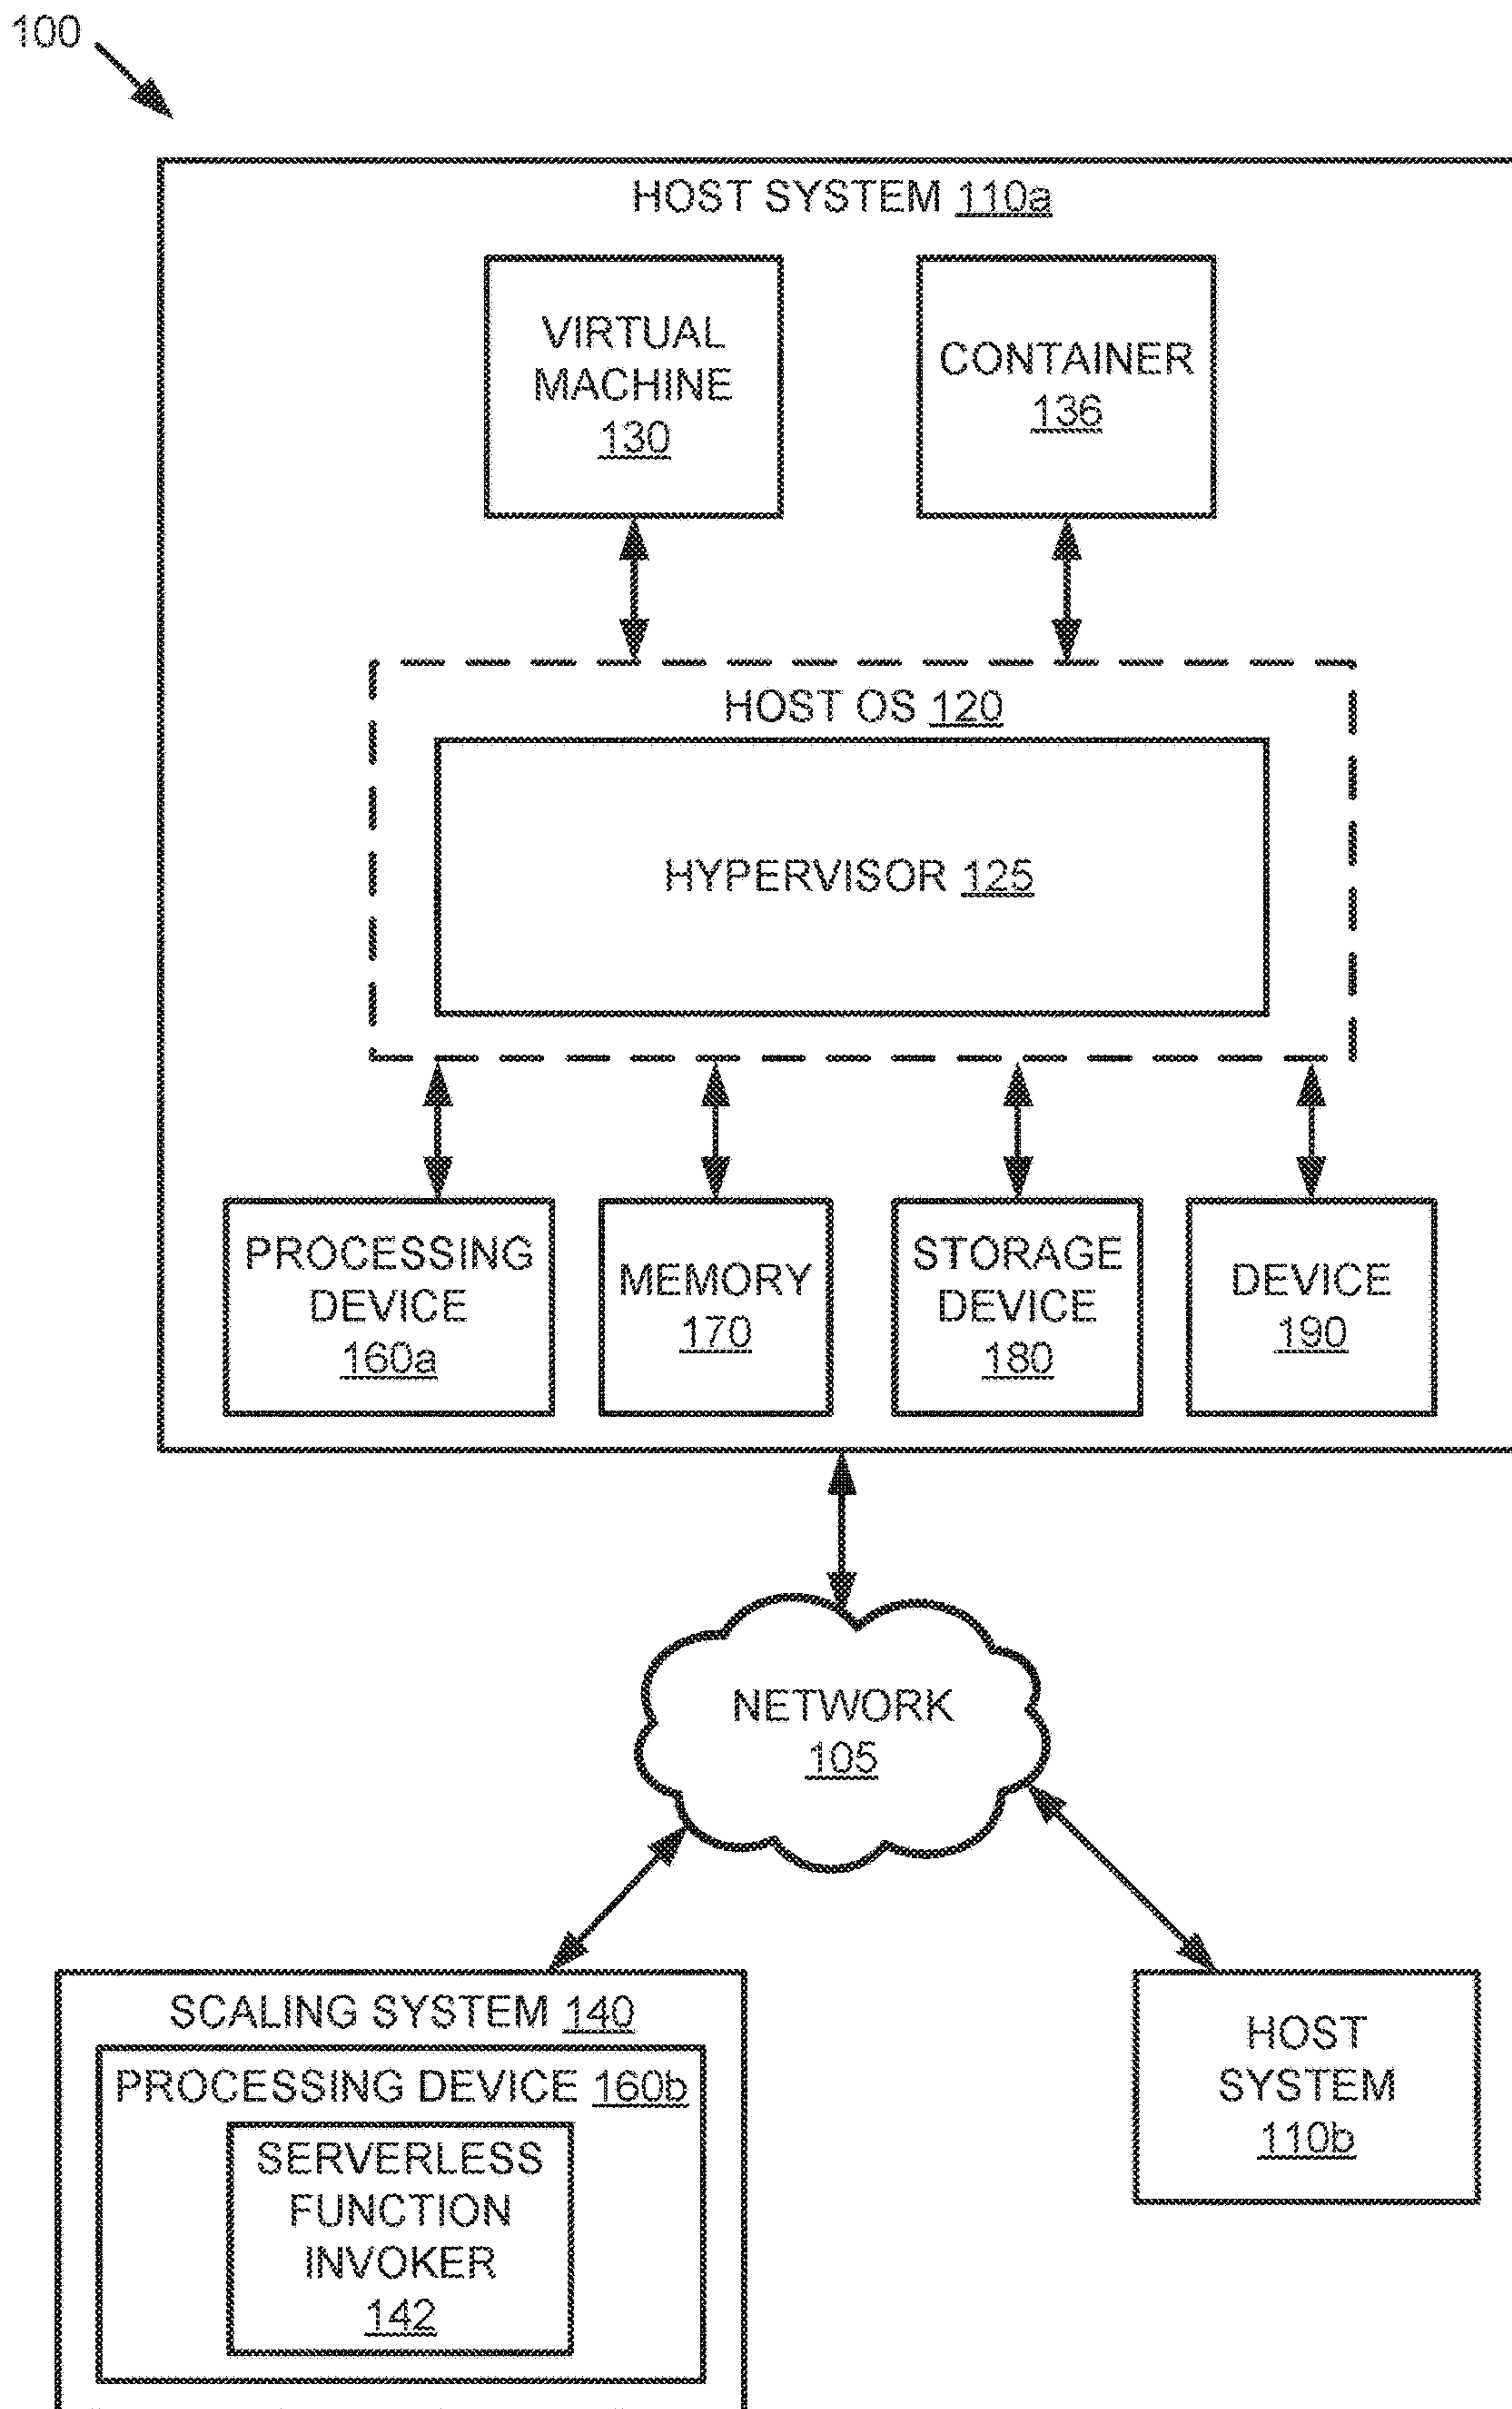 100
HOST SYSTEM 110a
VIRTUAL
MACHINE
130
CONTAINER
136
HOST OS 120
HYPERVISOR 125
PROCESSING
DEVICE
160a
MEMORY
170
STORAGE
DEVICE
180
DEVICE
190
NETWORK
105
SCALING SYSTEM 140
PROCESSING DEVICE 160b
SERVERLESS
FUNCTION
INVOKER
142
HOST
SYSTEM
110b